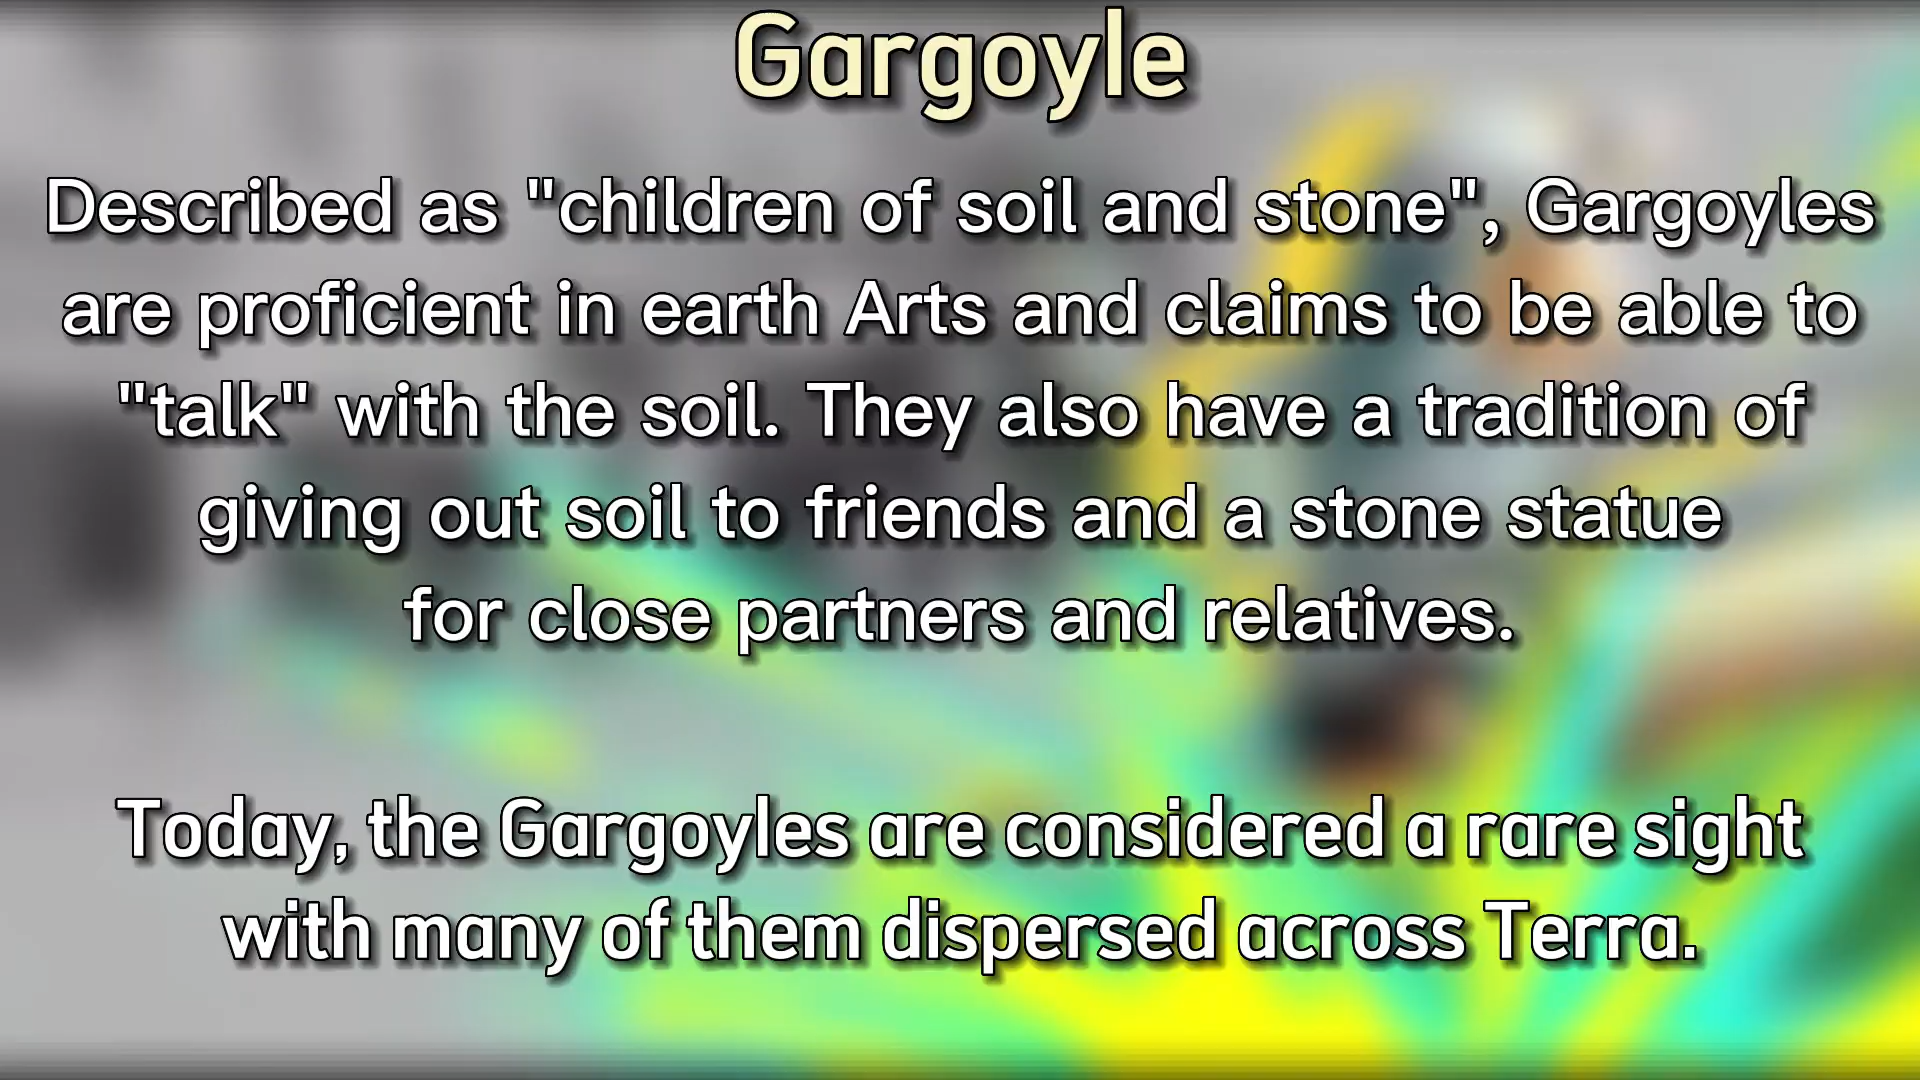 Gargoyle
Described as "children of soil and stone", Gargoyles
are proficient in earth Arts and claims to be able to
"talk" with the soil. They also have a tradition of
giving out soil to friends and a stone statue
for close partners and relatives.
Today, the Gargoyles are considered a rare sight
with many of them dispersed across Terra.